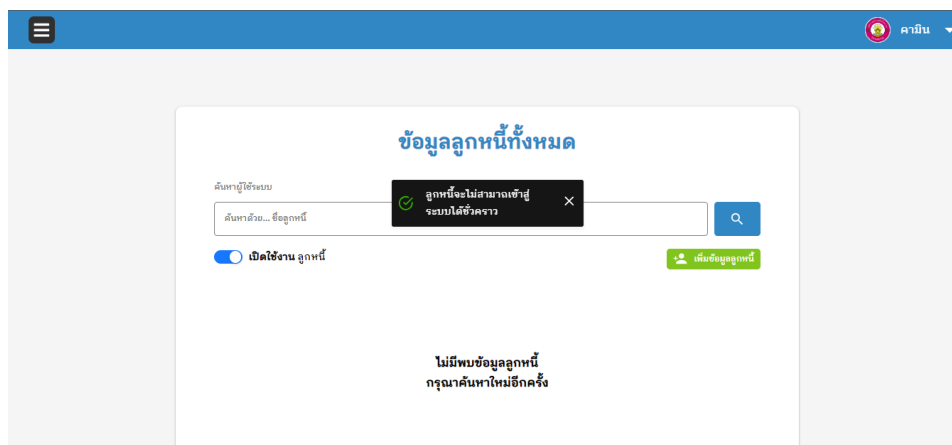 คามิน
ข้อมูลลูกหนี้ทั้งหมด
ค้นหาผู้ใช้ระบบ
ค้นหาด้วย... ชื่อลูกหนี้
ลูกหนี้จะไม่สามาถเข้าสู่
ระบบได้ชั่วคราว
เปิดใช้งาน ลูกหนี้
เพิ่มข้อมูลลูกหนี้
ไม่มีพบข้อมูลลูกหนี้
กรุณาค้นหาใหม่อีกครั้ง